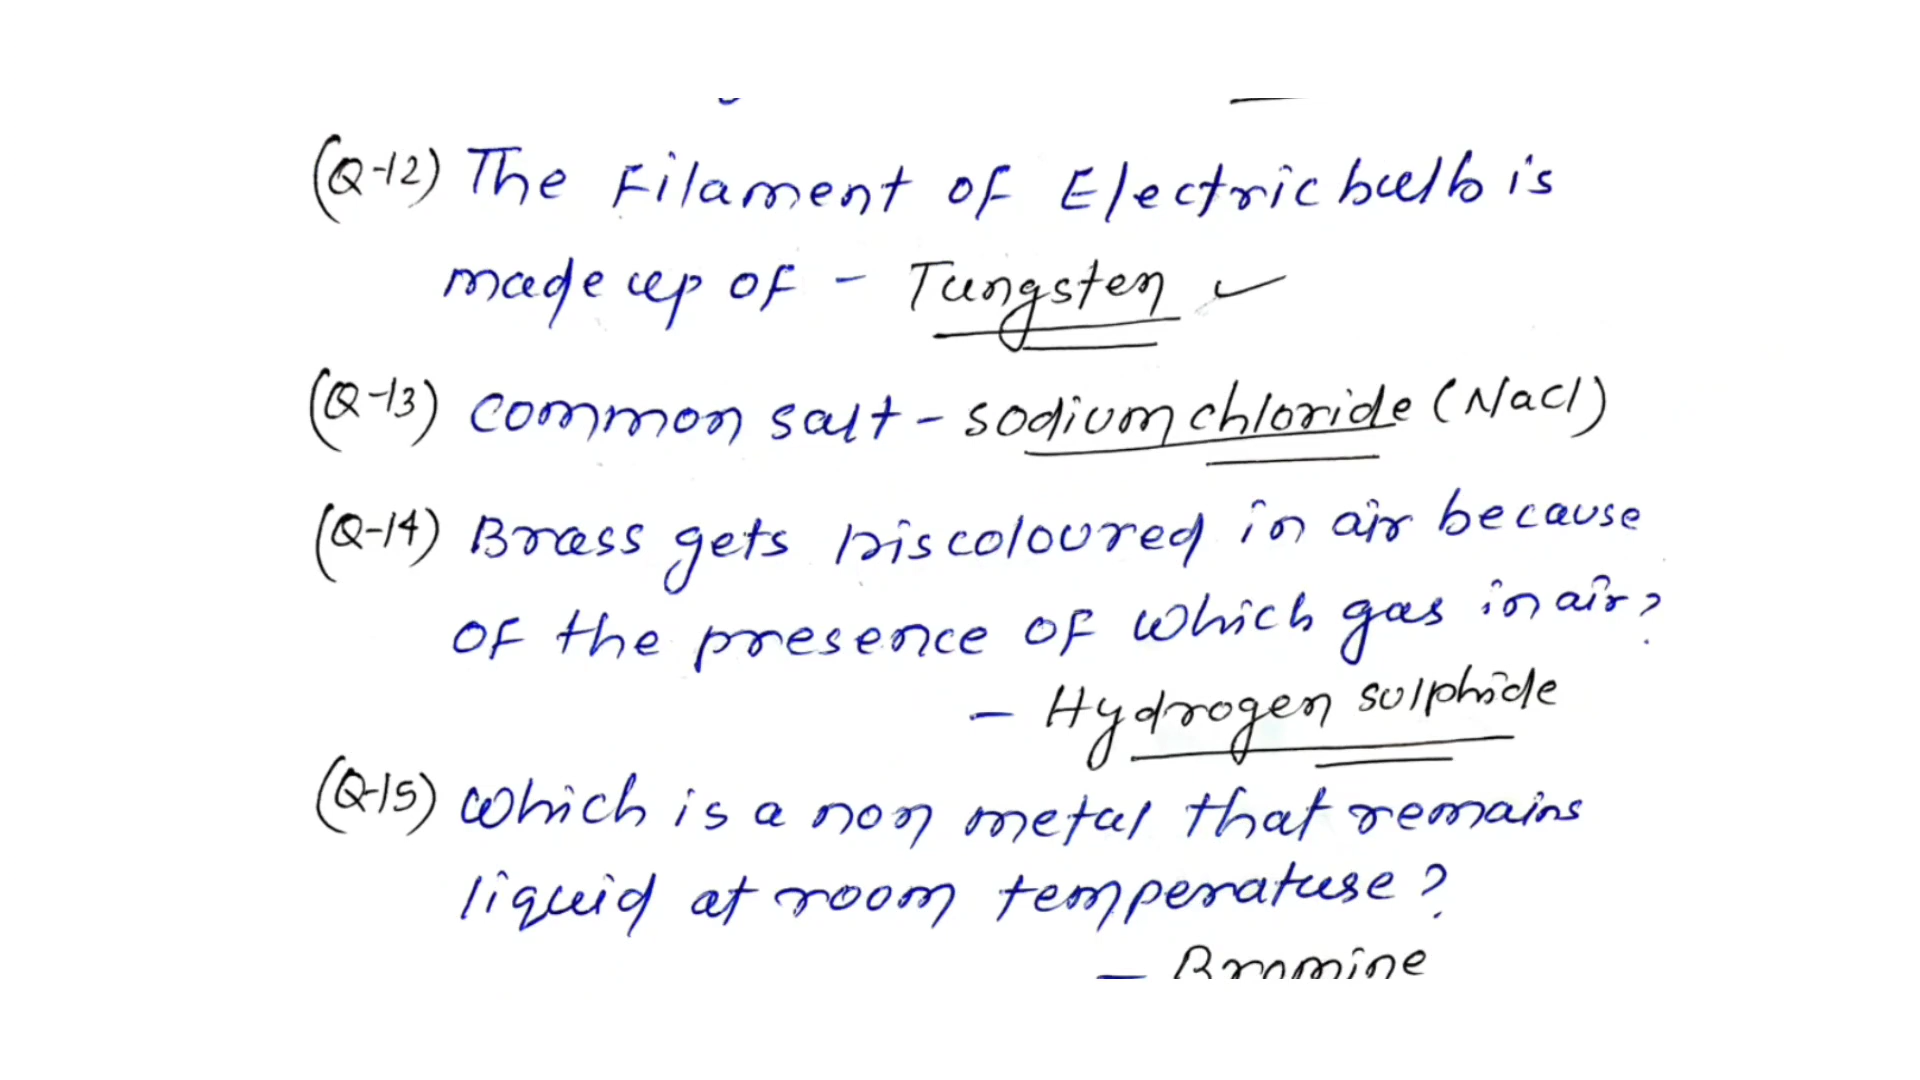 (Q-12) The Filament of Electric bulb is
made up of - Tungsten ✓
(Q-13) Common salt - sodium chloride (NaCl)
(Q-14) Brass gets Discoloured in air because
of the presence of which gas in air?
- Hydrogen sulphide
(Q-15) Which is a non metal that remains
liquid at room temperature?
- Bromine